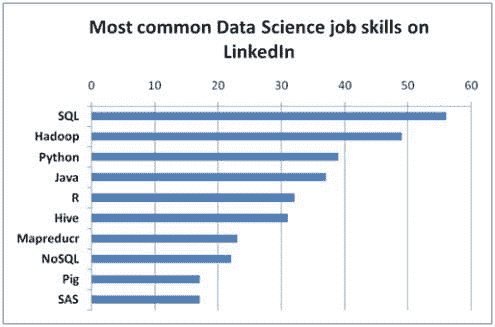 Most common Data Science job skills on
LinkedIn
0 10 20 30 40 50 60
SQL
Hadoop
Python
Java
R
Hive
Mapreducr
NoSQL
Pig
SAS